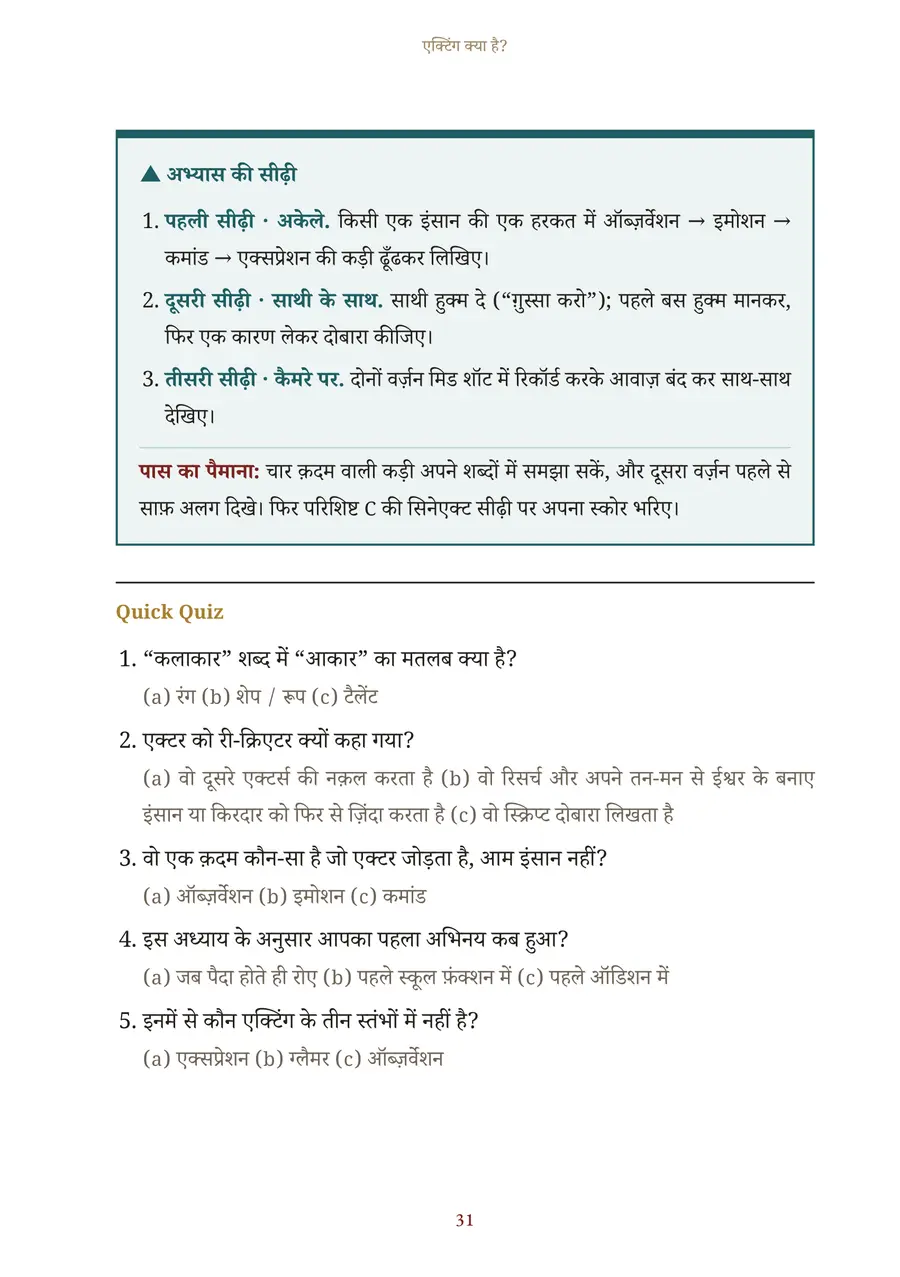 एक्टिंग क्या है?
▲ अभ्यास की सीढ़ी
1. पहली सीढ़ी · अकेले. किसी एक इंसान की एक हरकत में ऑब्ज़र्वेशन → इमोशन →
कमांड → एक्सप्रेशन की कड़ी ढूँढकर लिखिए।
2. दूसरी सीढ़ी · साथी के साथ. साथी हुक्म दे (“ग़ुस्सा करो”); पहले बस हुक्म मानकर,
फिर एक कारण लेकर दोबारा कीजिए।
3. तीसरी सीढ़ी · कैमरे पर. दोनों वर्ज़न मिड शॉट में रिकॉर्ड करके आवाज़ बंद कर साथ-साथ
देखिए।
पास का पैमाना: चार क़दम वाली कड़ी अपने शब्दों में समझा सकें, और दूसरा वर्ज़न पहले से
साफ़ अलग दिखे। फिर परिशिष्ट C की सिनेएक्ट सीढ़ी पर अपना स्कोर भरिए।
Quick Quiz
1. “कलाकार” शब्द में “आकार” का मतलब क्या है?
(a) रंग (b) शेप / रूप (c) टैलेंट
2. एक्टर को री-क्रिएटर क्यों कहा गया?
(a) वो दूसरे एक्टर्स की नक़ल करता है (b) वो रिसर्च और अपने तन-मन से ईश्वर के बनाए
इंसान या किरदार को फिर से ज़िंदा करता है (c) वो स्क्रिप्ट दोबारा लिखता है
3. वो एक क़दम कौन-सा है जो एक्टर जोड़ता है, आम इंसान नहीं?
(a) ऑब्ज़र्वेशन (b) इमोशन (c) कमांड
4. इस अध्याय के अनुसार आपका पहला अभिनय कब हुआ?
(a) जब पैदा होते ही रोए (b) पहले स्कूल फ़ंक्शन में (c) पहले ऑडिशन में
5. इनमें से कौन एक्टिंग के तीन स्तंभों में नहीं है?
(a) एक्सप्रेशन (b) ग्लैमर (c) ऑब्ज़र्वेशन
31